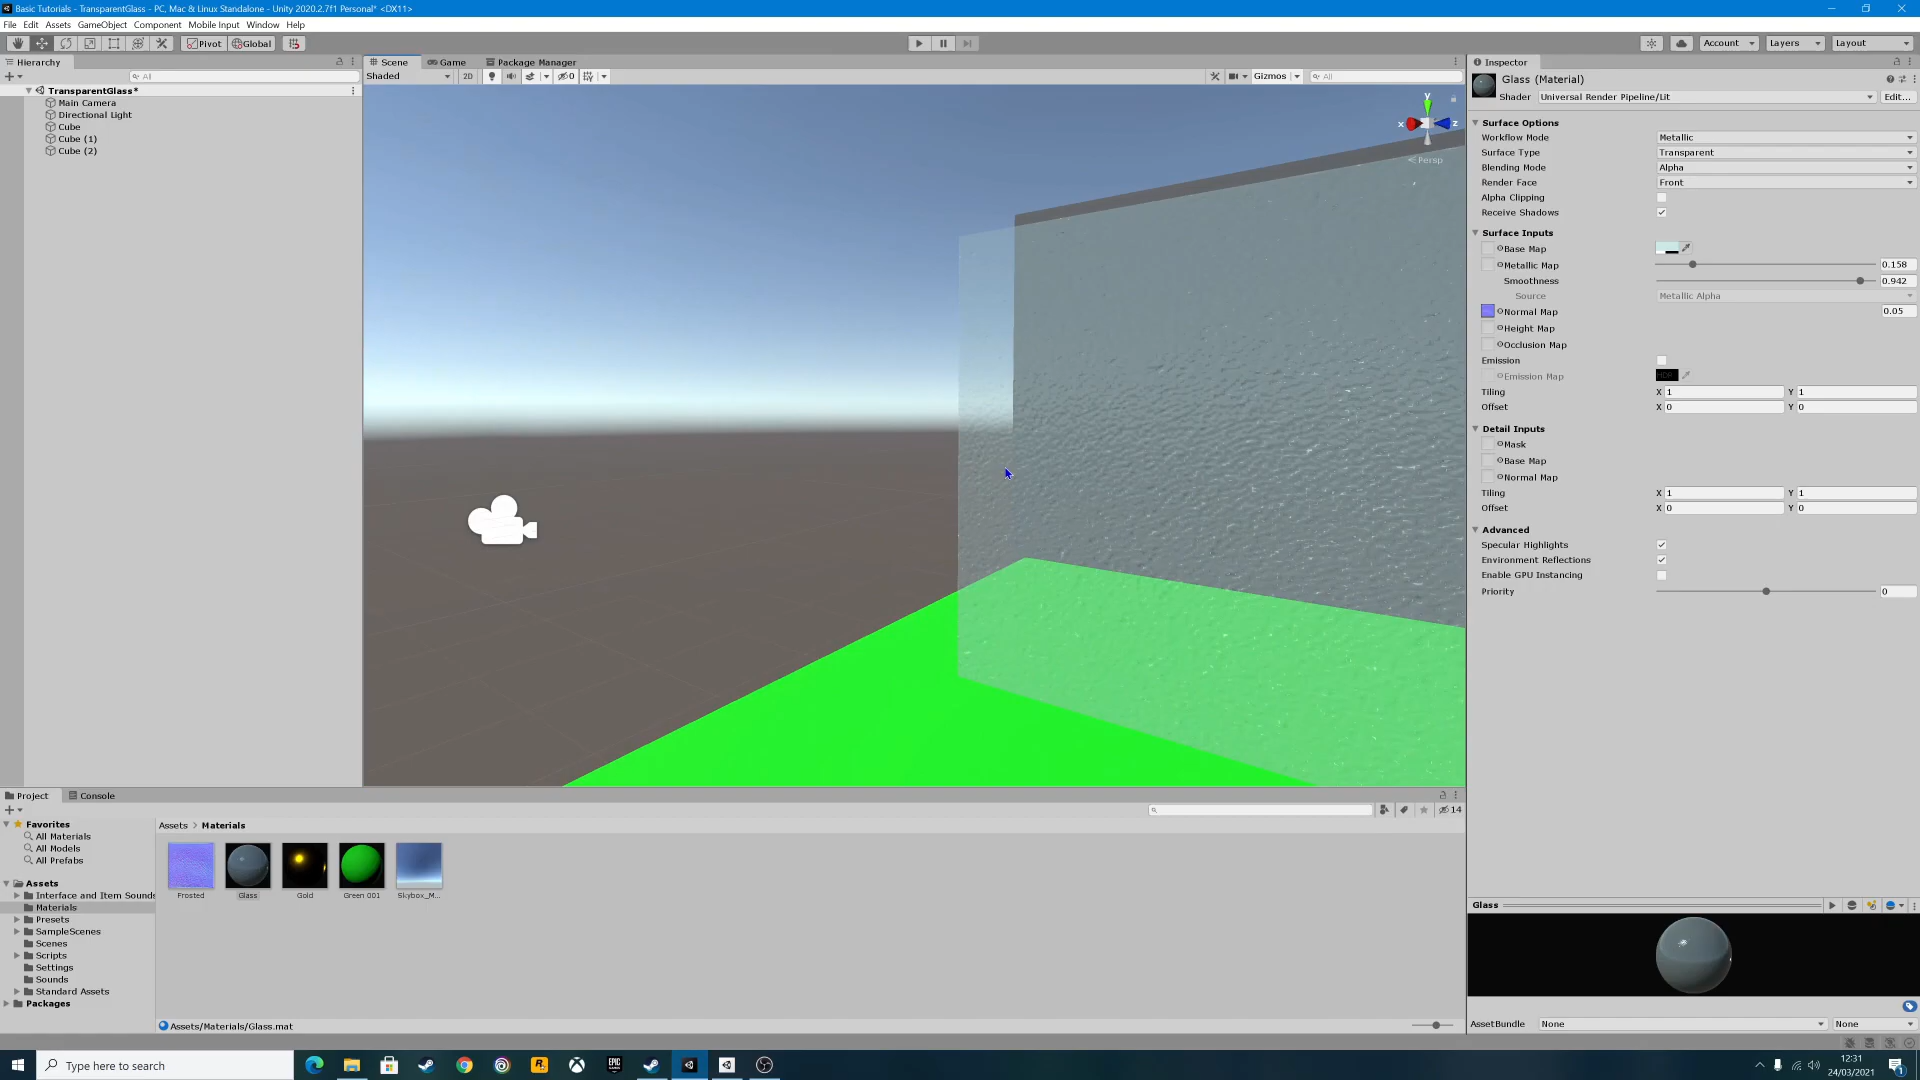 Basic Tutorials - TransparentGlass - PC, Mac & Linux Standalone - Unity 2020.2.7f1 Personal* <DX11>
File Edit Assets GameObject Component Mobile Input Window Help
Pivot Global Account Layers Layout
Hierarchy
All
TransparentGlass*
Main Camera
Directional Light
Cube
Cube (1)
Cube (2)
Scene Game Package Manager
Shaded 2D 0 Gizmos All
y
x z
Persp
Inspector
Glass (Material)
Shader Universal Render Pipeline/Lit Edit...
Surface Options
Workflow Mode Metallic
Surface Type Transparent
Blending Mode Alpha
Render Face Front
Alpha Clipping
Receive Shadows
Surface Inputs
Base Map
Metallic Map 0.158
Smoothness 0.942
Source Metallic Alpha
Normal Map 0.05
Height Map
Occlusion Map
Emission
Emission Map HDR
Tiling X 1 Y 1
Offset X 0 Y 0
Detail Inputs
Mask
Base Map
Normal Map
Tiling X 1 Y 1
Offset X 0 Y 0
Advanced
Specular Highlights
Environment Reflections
Enable GPU Instancing
Priority 0
Project Console
14
Favorites
All Materials
All Models
All Prefabs
Assets
Interface and Item Sounds
Materials
Presets
SampleScenes
Scenes
Scripts
Settings
Sounds
Standard Assets
Packages
Assets > Materials
Frosted Glass Gold Green 001 Skybox_M...
Assets/Materials/Glass.mat
Glass
AssetBundle None None
Type here to search
EPIC GAMES
12:31
24/03/2021
1